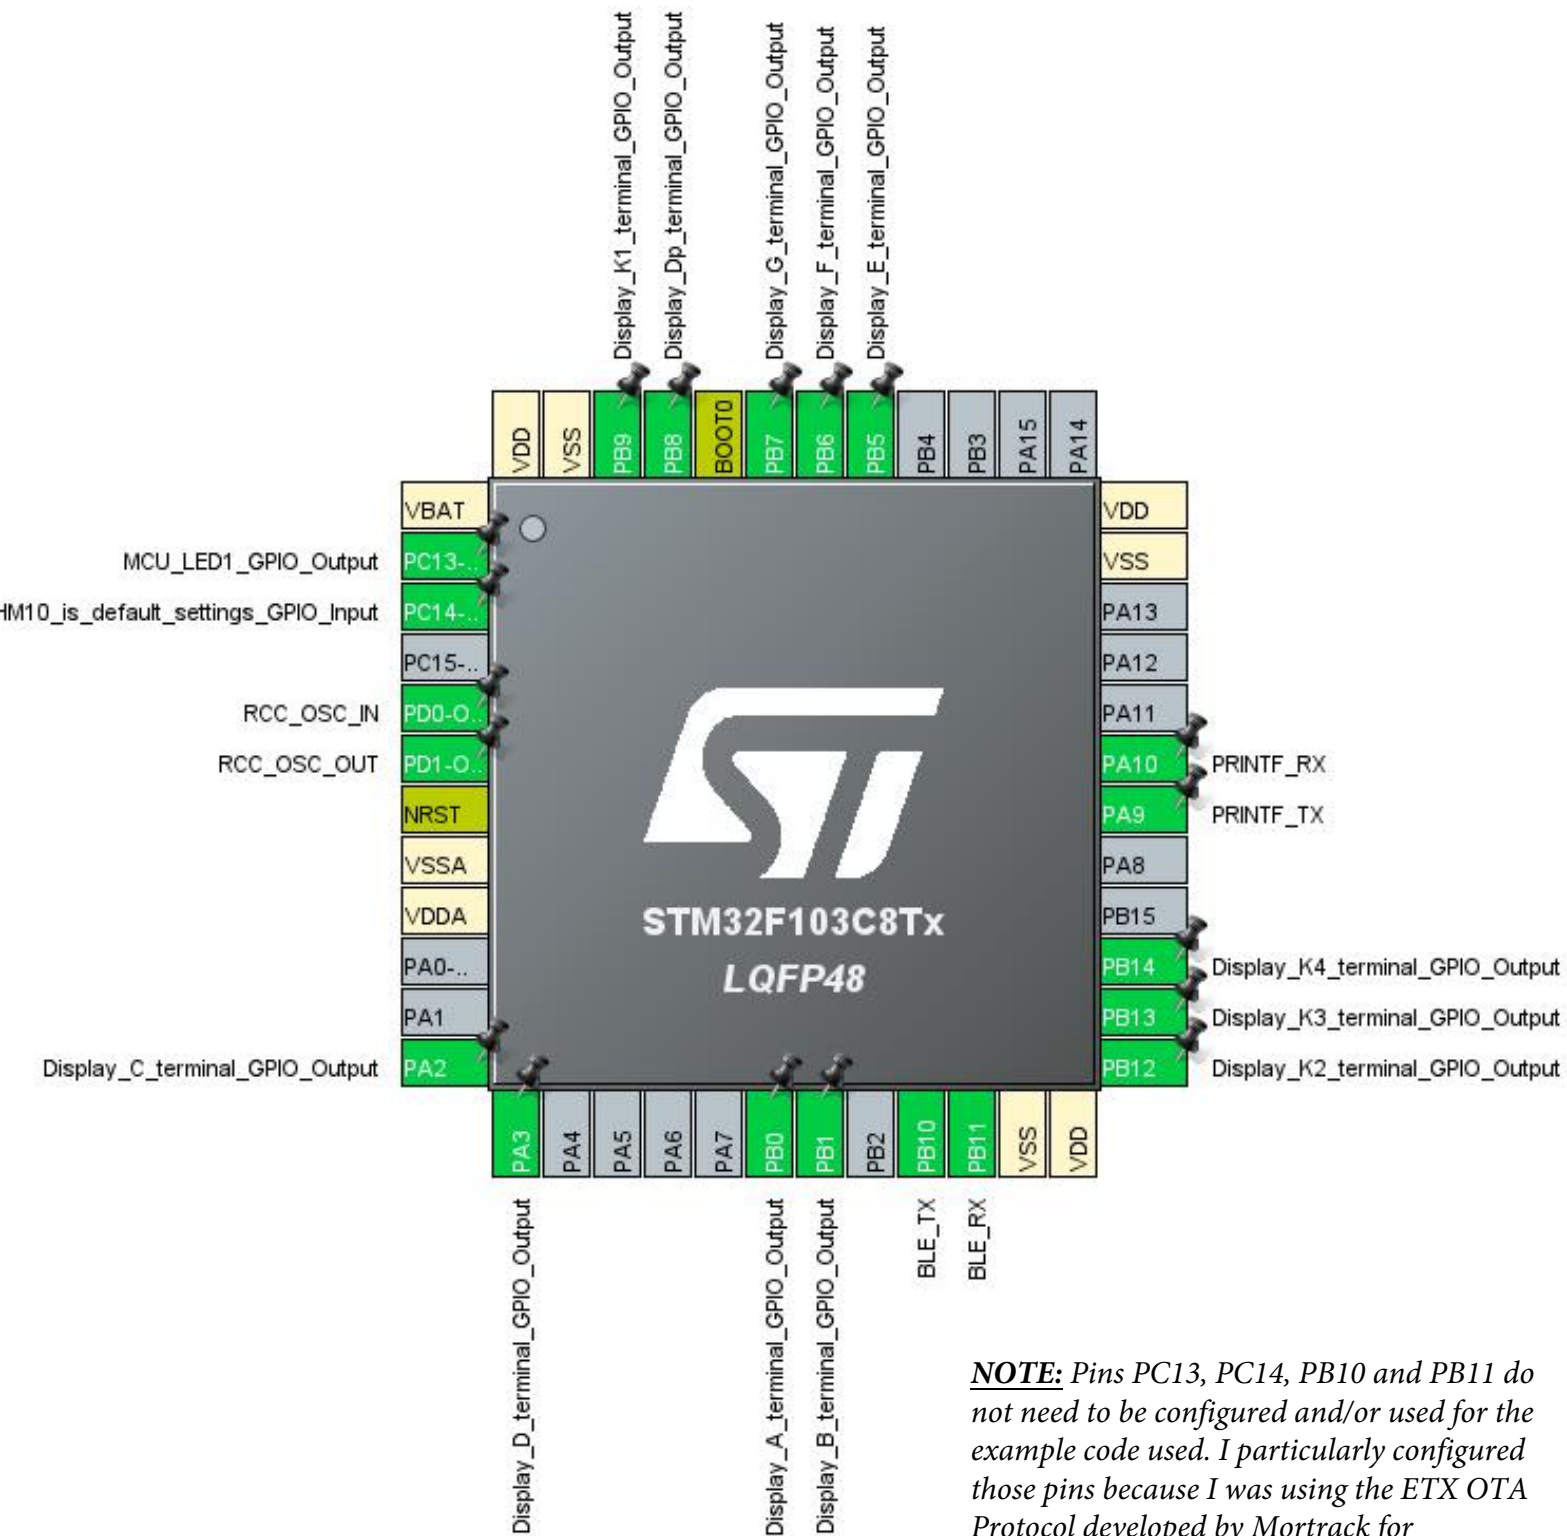 Display_K1_terminal_GPIO_Output
Display_Dp_terminal_GPIO_Output
Display_G_terminal_GPIO_Output
Display_F_terminal_GPIO_Output
Display_E_terminal_GPIO_Output
VDD
VSS
PB9
PB8
BOOT0
PB7
PB6
PB5
PB4
PB3
PA15
PA14
VBAT
MCU_LED1_GPIO_Output PC13-..
HM10_is_default_settings_GPIO_Input PC14-..
PC15-..
RCC_OSC_IN PD0-O..
RCC_OSC_OUT PD1-O..
NRST
VSSA
VDDA
PA0-..
PA1
Display_C_terminal_GPIO_Output PA2
STM32F103C8Tx
LQFP48
VDD
VSS
PA13
PA12
PA11
PA10 PRINTF_RX
PA9 PRINTF_TX
PA8
PB15
PB14 Display_K4_terminal_GPIO_Output
PB13 Display_K3_terminal_GPIO_Output
PB12 Display_K2_terminal_GPIO_Output
PA3
PA4
PA5
PA6
PA7
PB0
PB1
PB2
PB10
PB11
VSS
VDD
Display_D_terminal_GPIO_Output
Display_A_terminal_GPIO_Output
Display_B_terminal_GPIO_Output
BLE_TX
BLE_RX
NOTE: Pins PC13, PC14, PB10 and PB11 do
not need to be configured and/or used for the
example code used. I particularly configured
those pins because I was using the ETX OTA
Protocol developed by Mortrack for